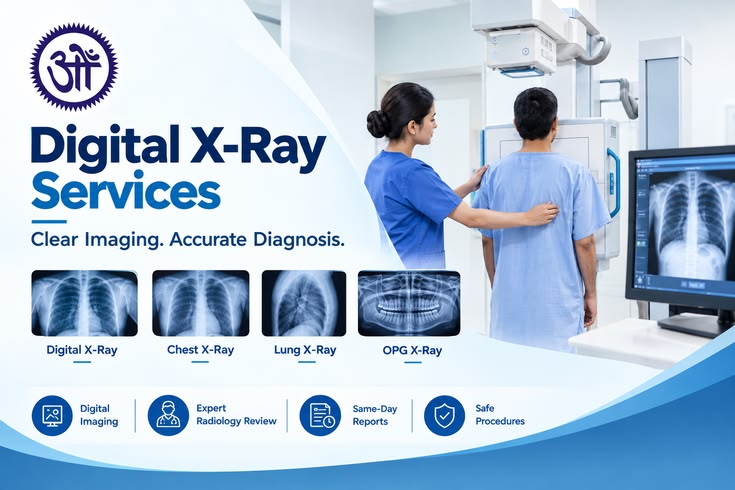 ओ३म्
Digital X-Ray
Services
Clear Imaging. Accurate Diagnosis.
Digital X-Ray
Chest X-Ray
Lung X-Ray
OPG X-Ray
Digital
Imaging
Expert
Radiology Review
Same-Day
Reports
Safe
Procedures